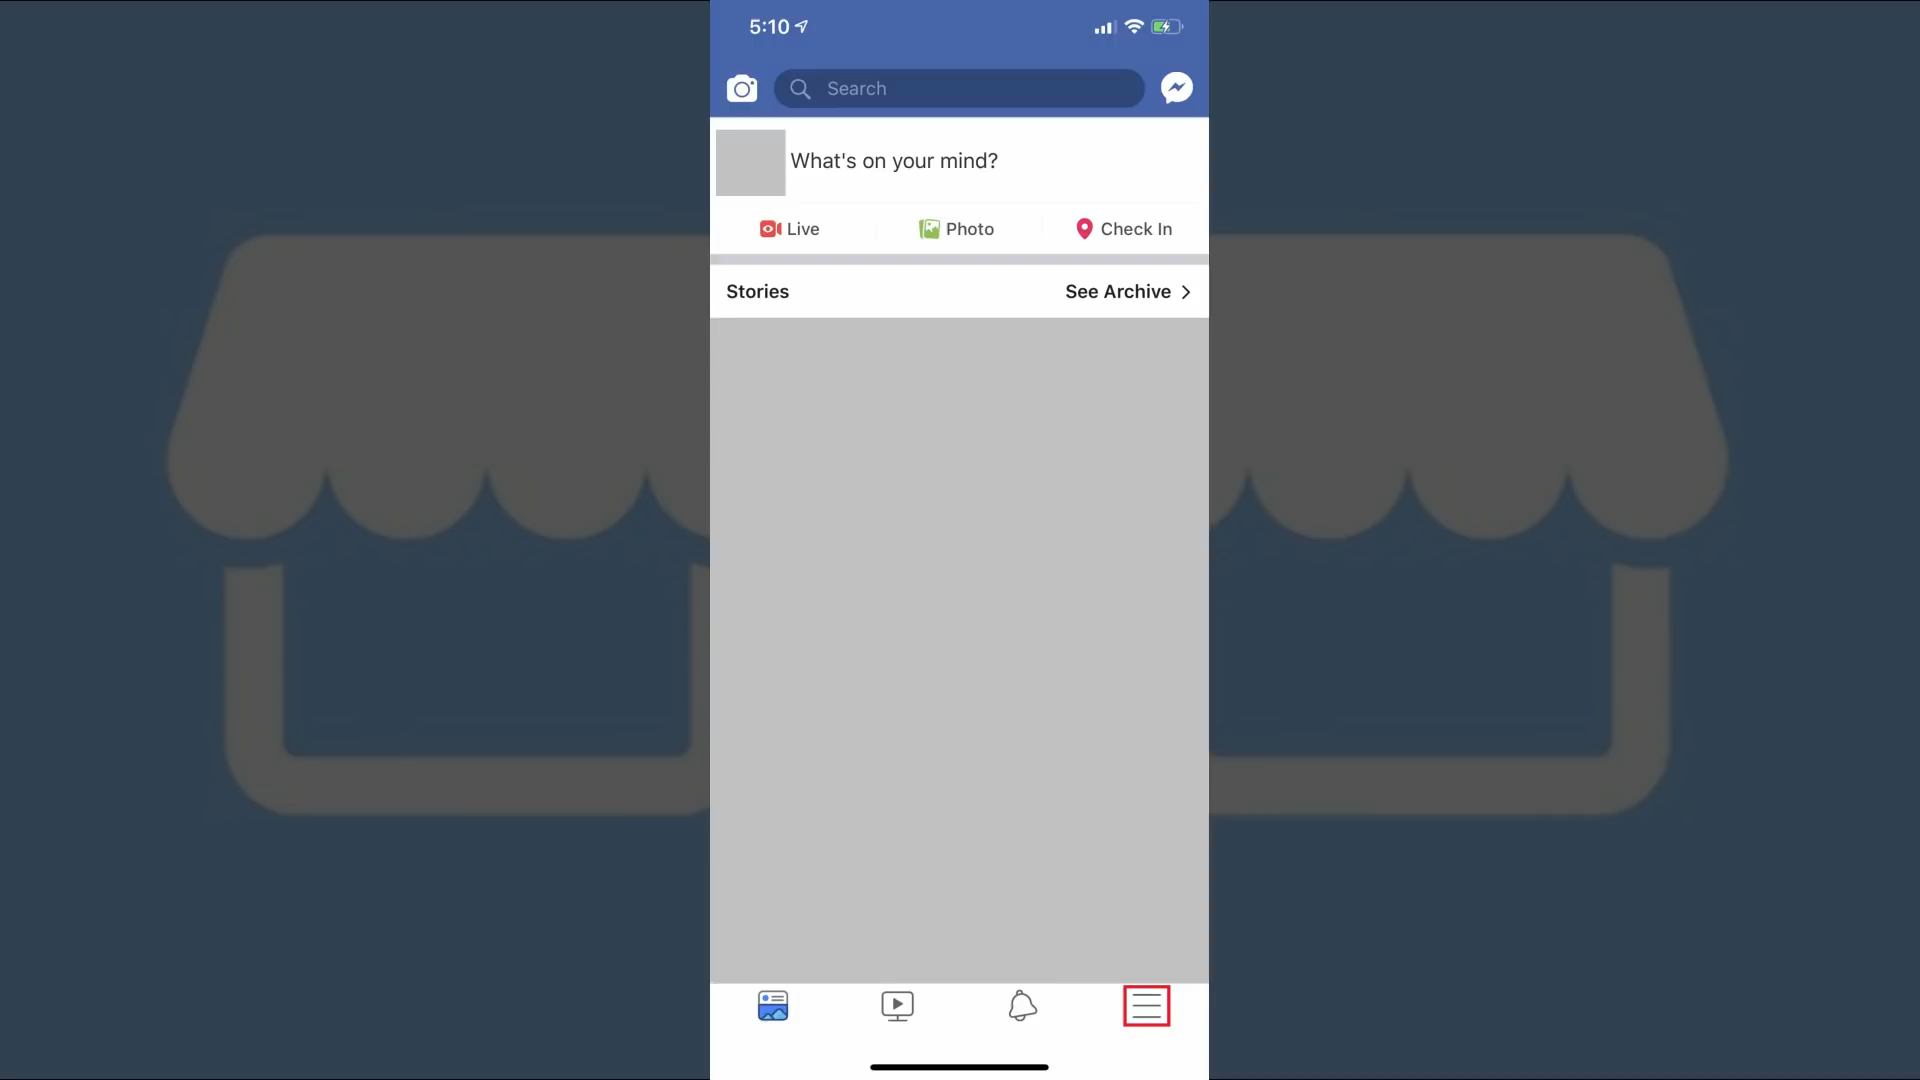 5:10
Search
What's on your mind?
Live
Photo
Check In
Stories
See Archive